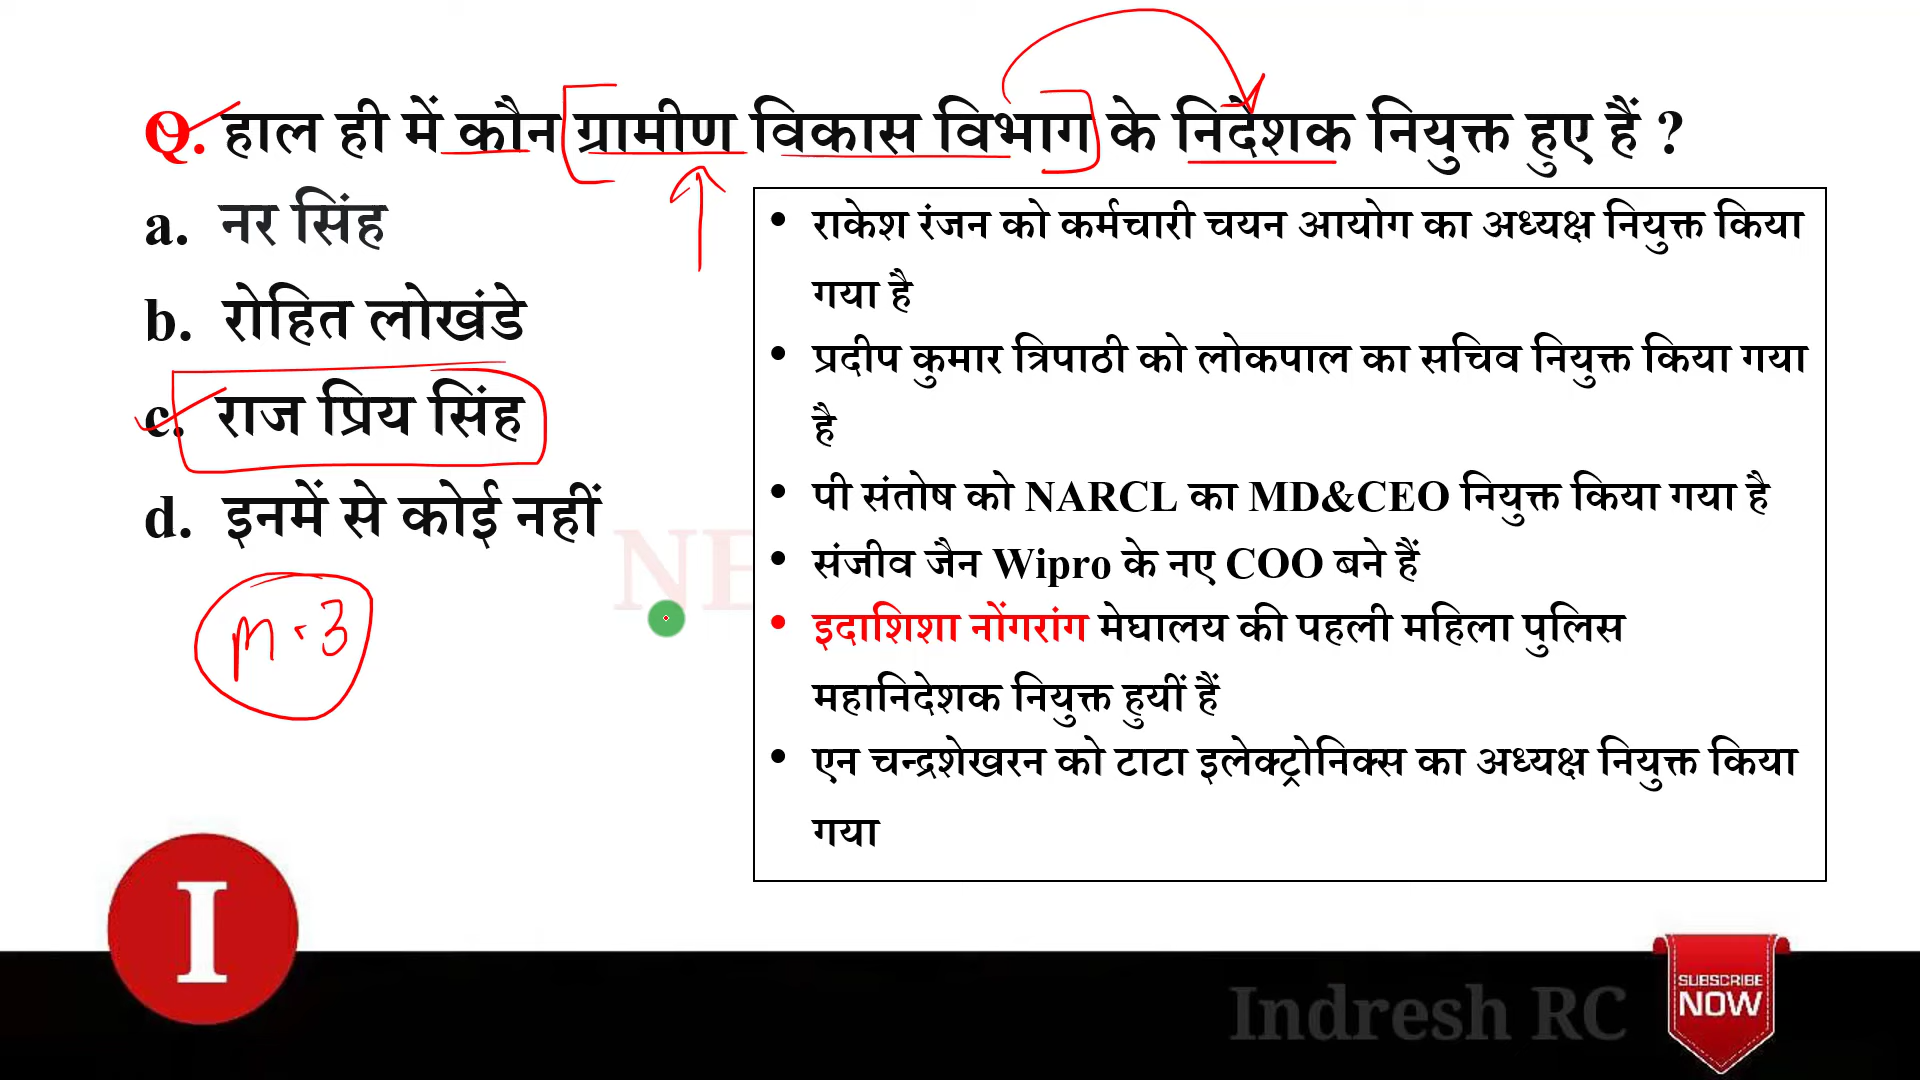 Q. हाल ही में कौन ग्रामीण विकास विभाग के निदेशक नियुक्त हुए हैं ?
a. नर सिंह
b. रोहित लोखंडे
c. राज प्रिय सिंह
d. इनमें से कोई नहीं
• राकेश रंजन को कर्मचारी चयन आयोग का अध्यक्ष नियुक्त किया
गया है
• प्रदीप कुमार त्रिपाठी को लोकपाल का सचिव नियुक्त किया गया
है
• पी संतोष को NARCL का MD&CEO नियुक्त किया गया है
• संजीव जैन Wipro के नए COO बने हैं
• इदाशिशा नोंगरांग मेघालय की पहली महिला पुलिस
महानिदेशक नियुक्त हुयीं हैं
• एन चन्द्रशेखरन को टाटा इलेक्ट्रोनिक्स का अध्यक्ष नियुक्त किया
गया
NE
I
Indresh RC
SUBSCRIBE
NOW